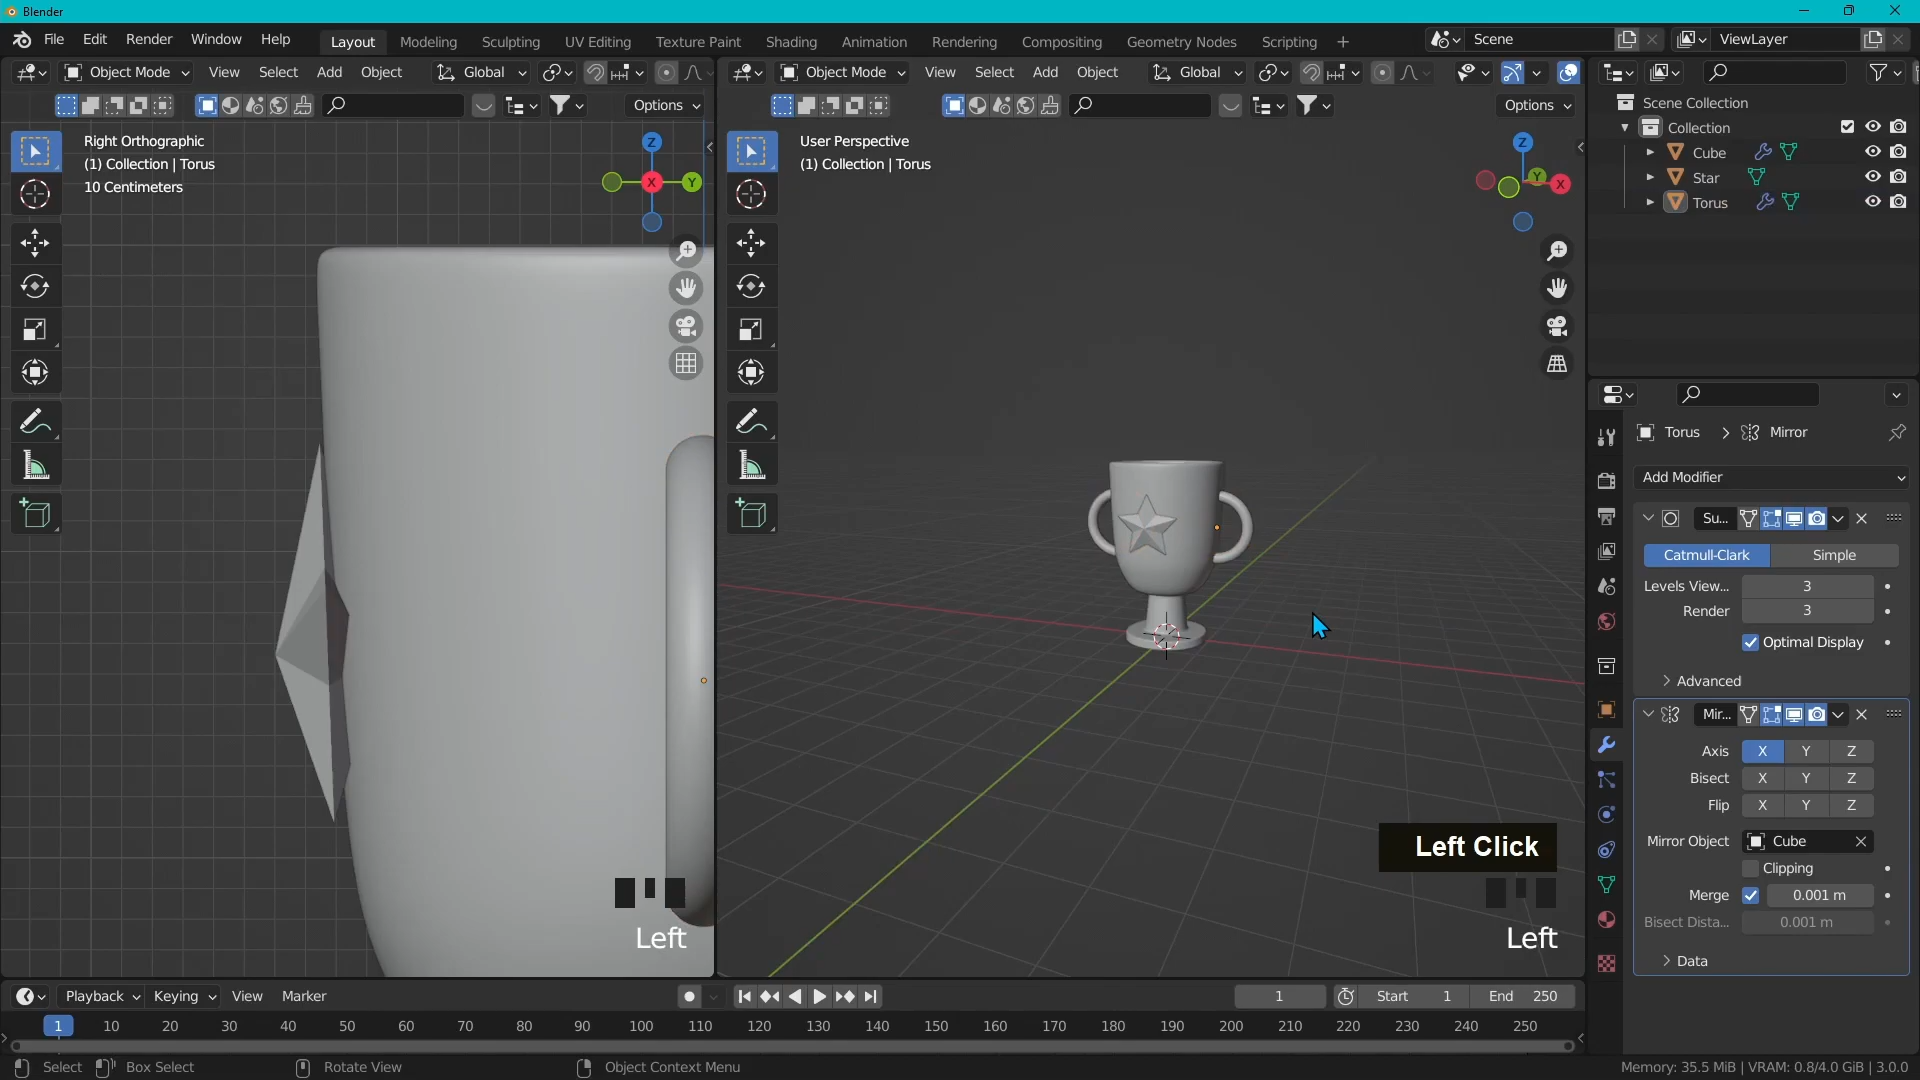 Blender
File Edit Render Window Help Layout Modeling Sculpting UV Editing Texture Paint Shading Animation Rendering Compositing Geometry Nodes Scripting + Scene ViewLayer
Object Mode View Select Add Object Global Object Mode View Select Add Object Global
Options Options
Right Orthographic
(1) Collection | Torus
10 Centimeters
Z
X
Y
User Perspective
(1) Collection | Torus
Z
Y
X
Scene Collection
Collection
Cube
Star
Torus
Torus > Mirror
Add Modifier
Su...
Catmull-Clark Simple
Levels View... 3
Render 3
Optimal Display
Advanced
Mir...
Axis X Y Z
Bisect X Y Z
Flip X Y Z
Mirror Object Cube
Clipping
Merge 0.001 m
Bisect Dista... 0.001 m
Data
Left Click
Left
Left
Playback Keying View Marker 1 Start 1 End 250
1 10 20 30 40 50 60 70 80 90 100 110 120 130 140 150 160 170 180 190 200 210 220 230 240 250
Select Box Select Rotate View Object Context Menu Memory: 35.5 MiB | VRAM: 0.8/4.0 GiB | 3.0.0